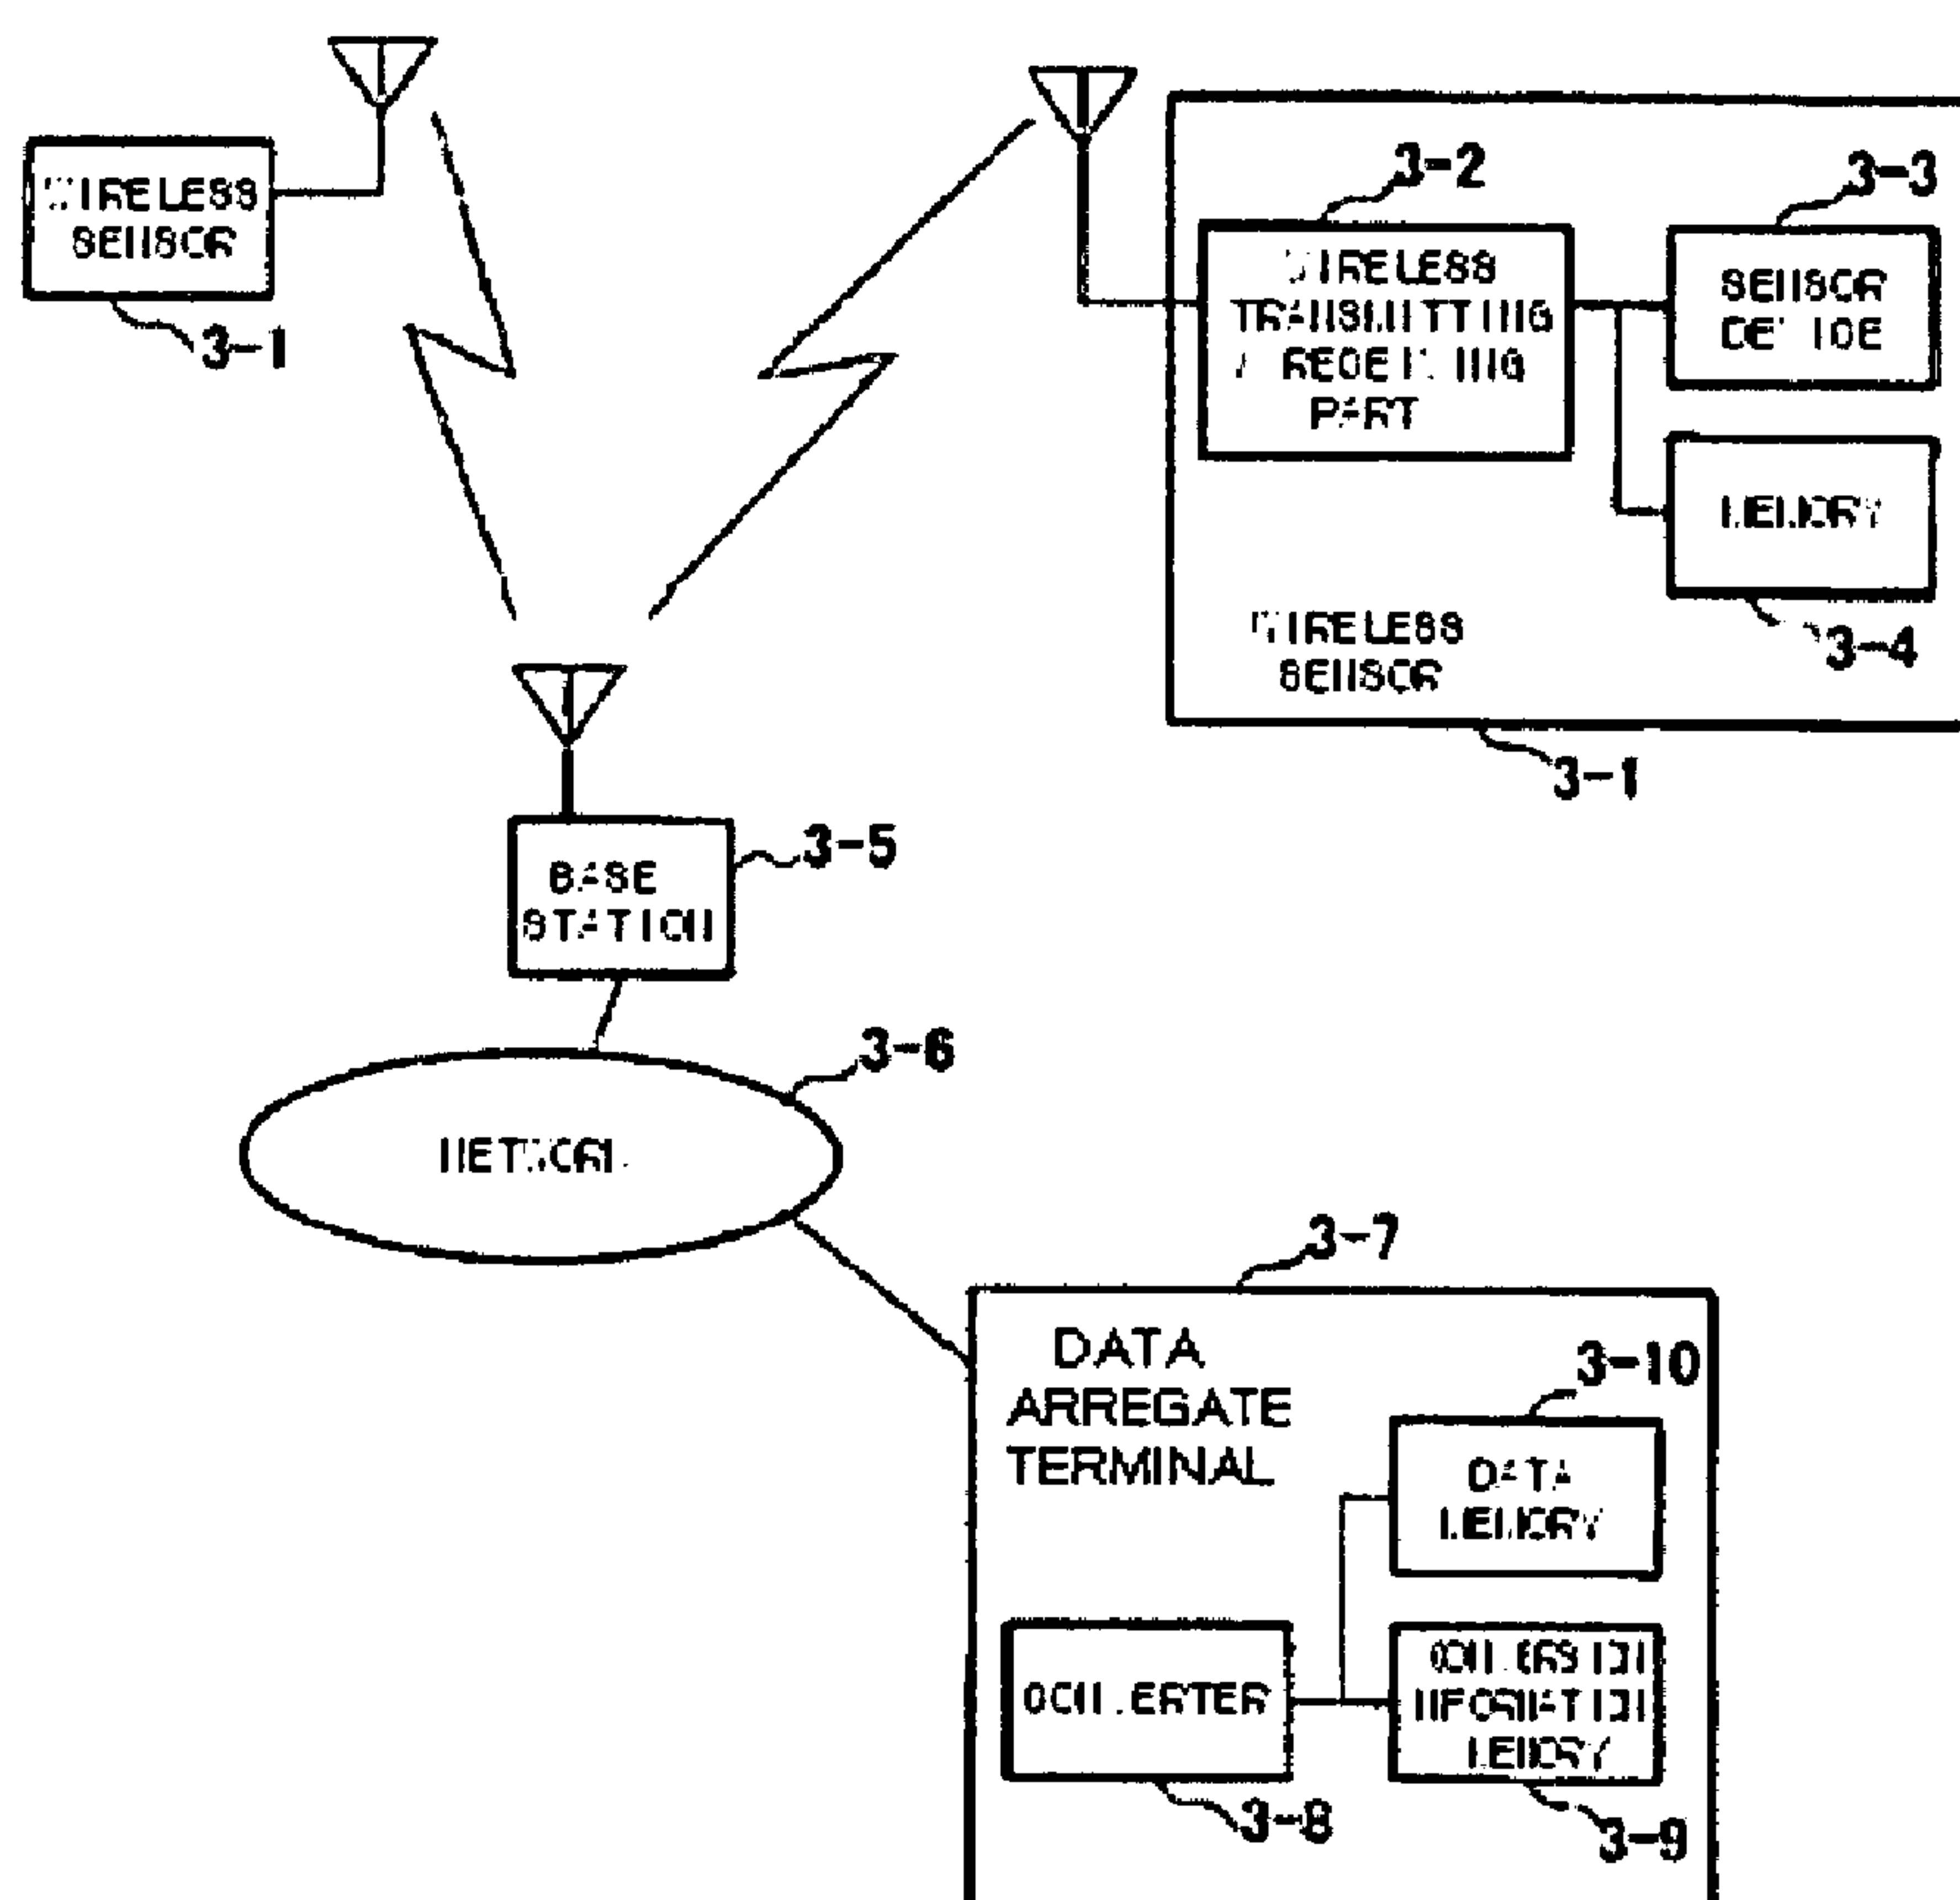 WIRELESS
SENSOR
3-1
3-2
3-3
WIRELESS
TRANSMITTING
/ RECEIVING
PART
SENSOR
DEVICE
MEMORY
3-4
WIRELESS
SENSOR
3-1
BASE
STATION
3-5
3-6
NETWORK
3-7
DATA
ARREGATE
TERMINAL
3-10
DATA
MEMORY
CONVERTER
CONVERSION
INFORMATION
MEMORY
3-8
3-9